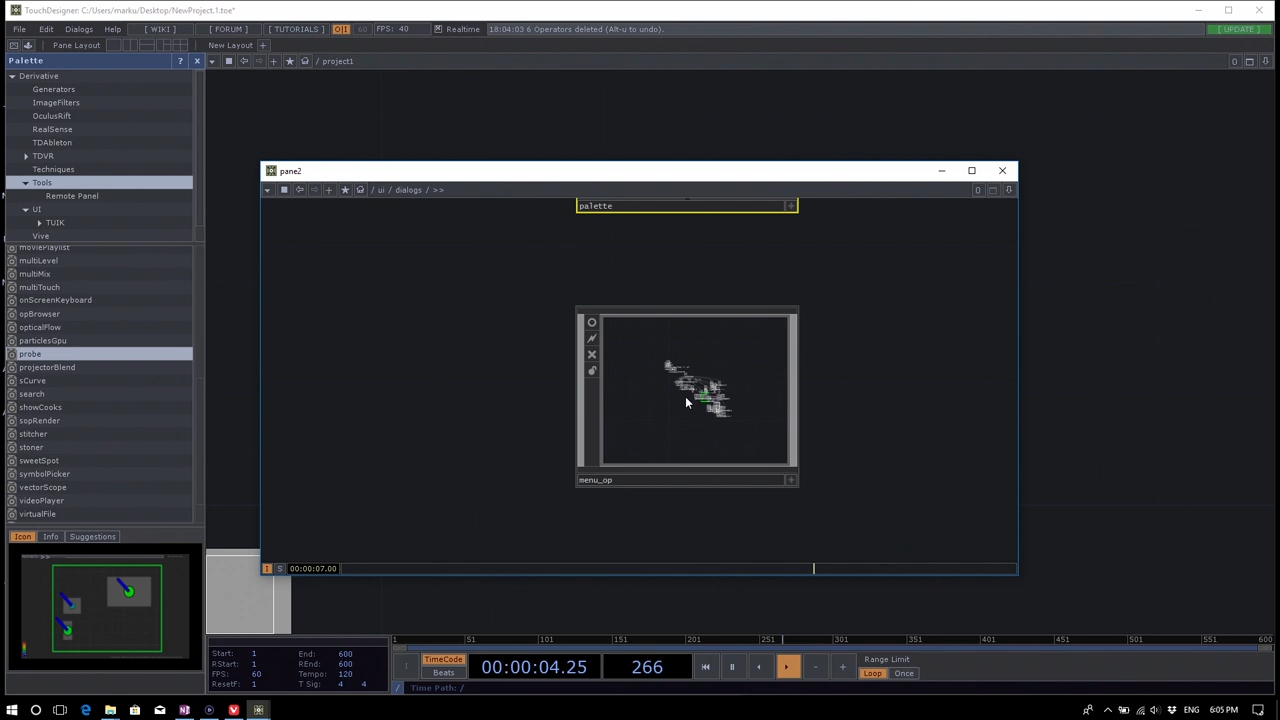 TouchDesigner: C:/Users/marku/Desktop/NewProject.1.toe*
File Edit Dialogs Help [ WIKI ] [ FORUM ] [ TUTORIALS ] O|I 60 FPS: 40 Realtime 18:04:03 6 Operators deleted (Alt-u to undo). [ UPDATE ]
Pane Layout New Layout +
Palette ? x
/ project1 0
Derivative
Generators
ImageFilters
OculusRift
RealSense
TDAbleton
TDVR
Techniques
Tools
Remote Panel
UI
TUIK
Vive
moviePlaylist
multiLevel
multiMix
multiTouch
onScreenKeyboard
opBrowser
opticalFlow
particlesGpu
probe
projectorBlend
sCurve
search
showCooks
sopRender
stitcher
stoner
sweetSpot
symbolPicker
vectorScope
videoPlayer
virtualFile
Icon Info Suggestions
pane2
/ ui / dialogs / >> 0
palette
menu_op
I S 00:00:07.00
Start: 1 End: 600
RStart: 1 REnd: 600
FPS: 60 Tempo: 120
ResetF: 1 T Sig: 4 4
1 51 101 151 201 251 301 351 401 451 501 551 600
TimeCode
Beats
00:00:04.25 266
Range Limit
Loop Once
/ Time Path: /
ENG 6:05 PM